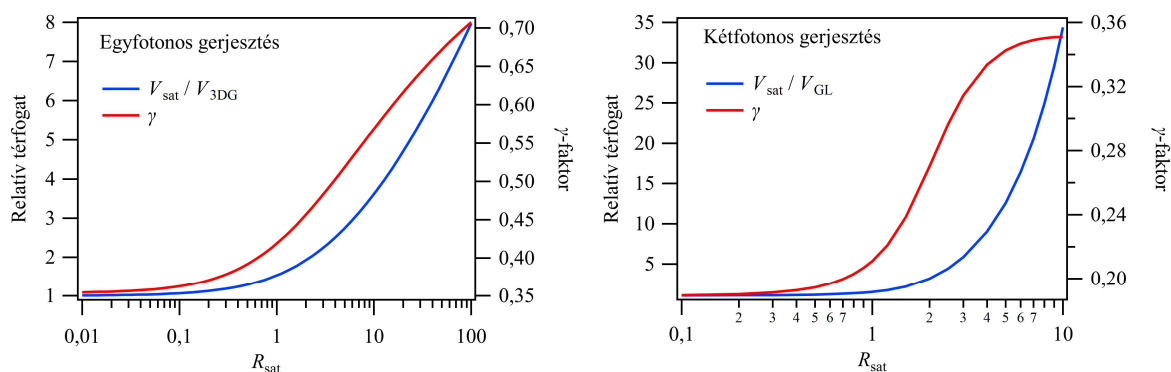 Egyfotonos gerjesztés
V_sat / V_3DG
γ
Relatív térfogat
8
7
6
5
4
3
2
1
γ-faktor
0,70
0,65
0,60
0,55
0,50
0,45
0,40
0,35
0,01 0,1 1 10 100
R_sat
Kétfotonos gerjesztés
V_sat / V_GL
γ
Relatív térfogat
35
30
25
20
15
10
5
γ-faktor
0,36
0,32
0,28
0,24
0,20
0,1 2 3 4 5 6 7 1 2 3 4 5 6 7 10
R_sat